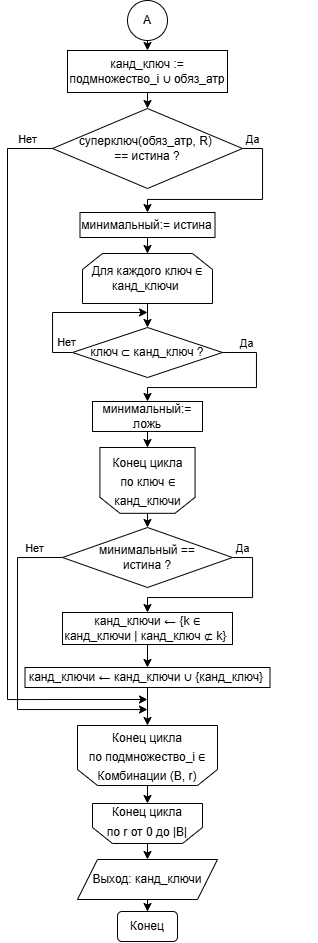 A
канд_ключ :=
подмножество_i ∪ обяз_атр
Нет
суперключ(обяз_атр, R)
== истина ?
Да
минимальный:= истина
Для каждого ключ ∈
канд_ключи
Нет
ключ ⊂ канд_ключ ?
Да
минимальный:=
ложь
Конец цикла
по ключ ∈
канд_ключи
Нет
минимальный ==
истина ?
Да
канд_ключи ← {k ∈
канд_ключи | канд_ключ ⊄ k}
канд_ключи ← канд_ключи ∪ {канд_ключ}
Конец цикла
по подмножество_i ∈
Комбинации (B, r)
Конец цикла
по r от 0 до |B|
Выход: канд_ключи
Конец